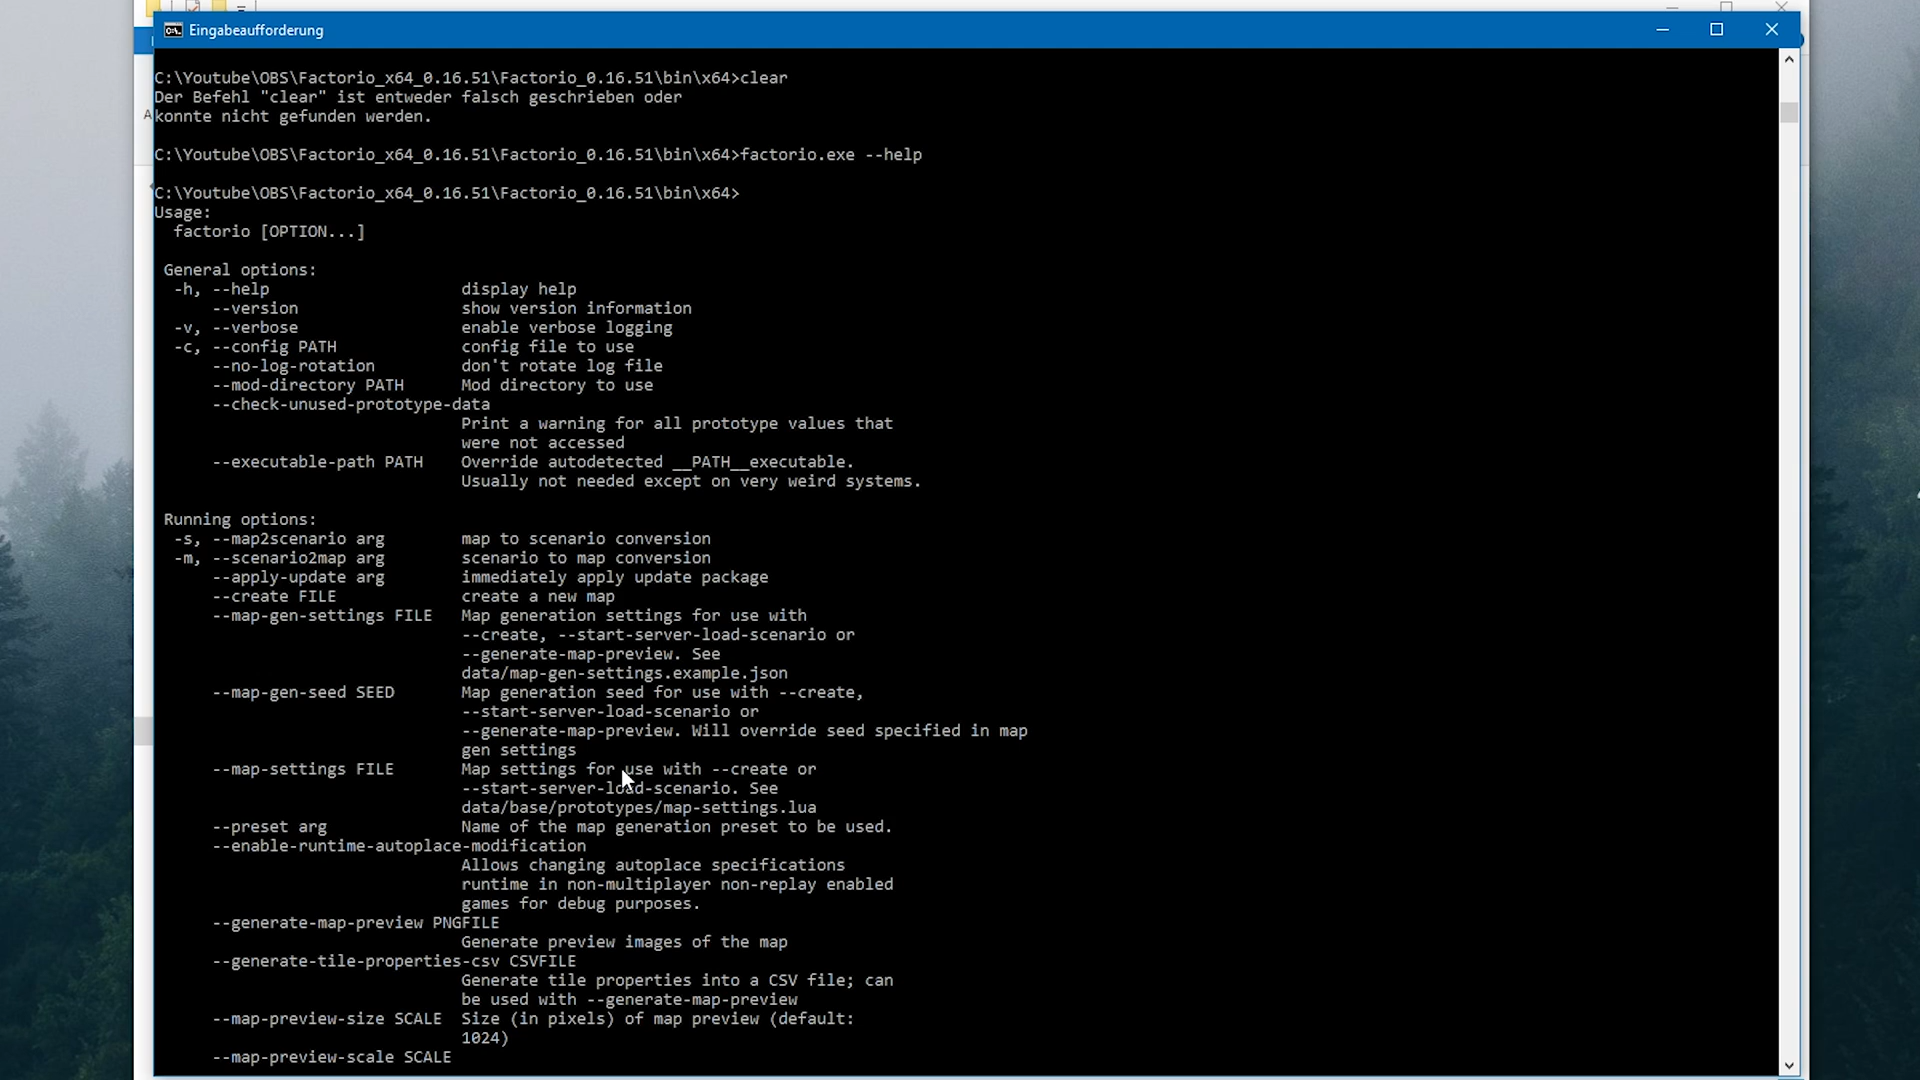 Eingabeaufforderung
C:\Youtube\OBS\Factorio_x64_0.16.51\Factorio_0.16.51\bin\x64>clear
Der Befehl "clear" ist entweder falsch geschrieben oder
konnte nicht gefunden werden.
C:\Youtube\OBS\Factorio_x64_0.16.51\Factorio_0.16.51\bin\x64>factorio.exe --help
C:\Youtube\OBS\Factorio_x64_0.16.51\Factorio_0.16.51\bin\x64>
Usage:
factorio [OPTION...]
General options:
-h, --help display help
--version show version information
-v, --verbose enable verbose logging
-c, --config PATH config file to use
--no-log-rotation don't rotate log file
--mod-directory PATH Mod directory to use
--check-unused-prototype-data
Print a warning for all prototype values that
were not accessed
--executable-path PATH Override autodetected __PATH__executable.
Usually not needed except on very weird systems.
Running options:
-s, --map2scenario arg map to scenario conversion
-m, --scenario2map arg scenario to map conversion
--apply-update arg immediately apply update package
--create FILE create a new map
--map-gen-settings FILE Map generation settings for use with
--create, --start-server-load-scenario or
--generate-map-preview. See
data/map-gen-settings.example.json
--map-gen-seed SEED Map generation seed for use with --create,
--start-server-load-scenario or
--generate-map-preview. Will override seed specified in map
gen settings
--map-settings FILE Map settings for use with --create or
--start-server-load-scenario. See
data/base/prototypes/map-settings.lua
--preset arg Name of the map generation preset to be used.
--enable-runtime-autoplace-modification
Allows changing autoplace specifications
runtime in non-multiplayer non-replay enabled
games for debug purposes.
--generate-map-preview PNGFILE
Generate preview images of the map
--generate-tile-properties-csv CSVFILE
Generate tile properties into a CSV file; can
be used with --generate-map-preview
--map-preview-size SCALE Size (in pixels) of map preview (default:
1024)
--map-preview-scale SCALE